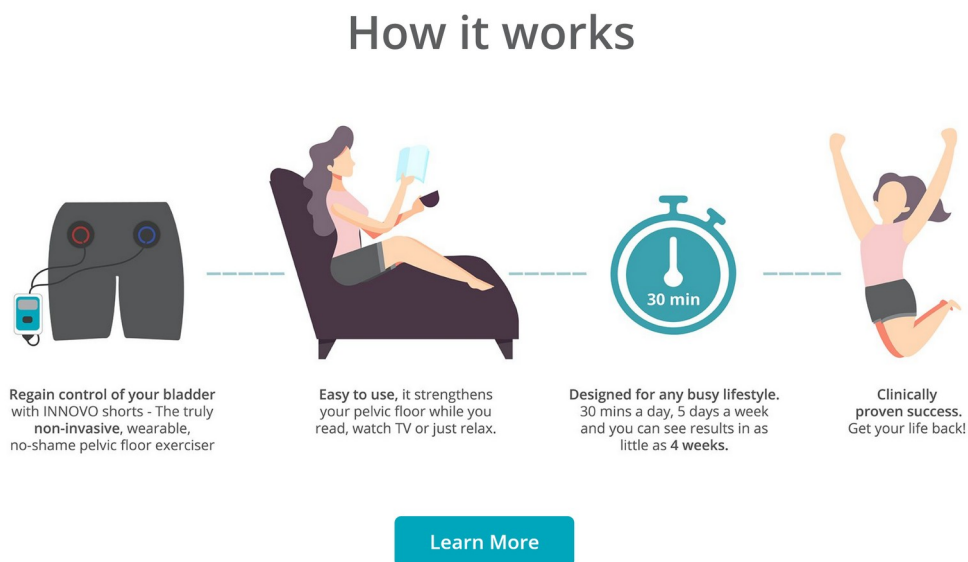 How it works
30 min
Regain control of your bladder
with INNOVO shorts - The truly
non-invasive, wearable,
no-shame pelvic floor exerciser
Easy to use, it strengthens
your pelvic floor while you
read, watch TV or just relax.
Designed for any busy lifestyle.
30 mins a day, 5 days a week
and you can see results in as
little as 4 weeks.
Clinically
proven success.
Get your life back!
Learn More